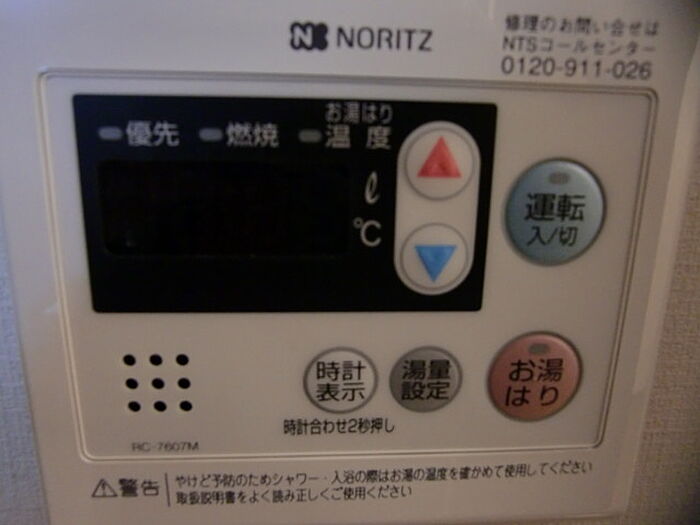 NORITZ
修理のお問い合せは
NTSコールセンター
0120-911-026
お湯はり
優先 燃焼 温度
ℓ
℃
運転
入/切
時計
表示
湯量
設定
お湯
はり
時計合わせ2秒押し
RC-7607M
⚠警告 やけど予防のためシャワー・入浴の際はお湯の温度を確かめて使用してください
取扱説明書をよく読み正しくご使用ください